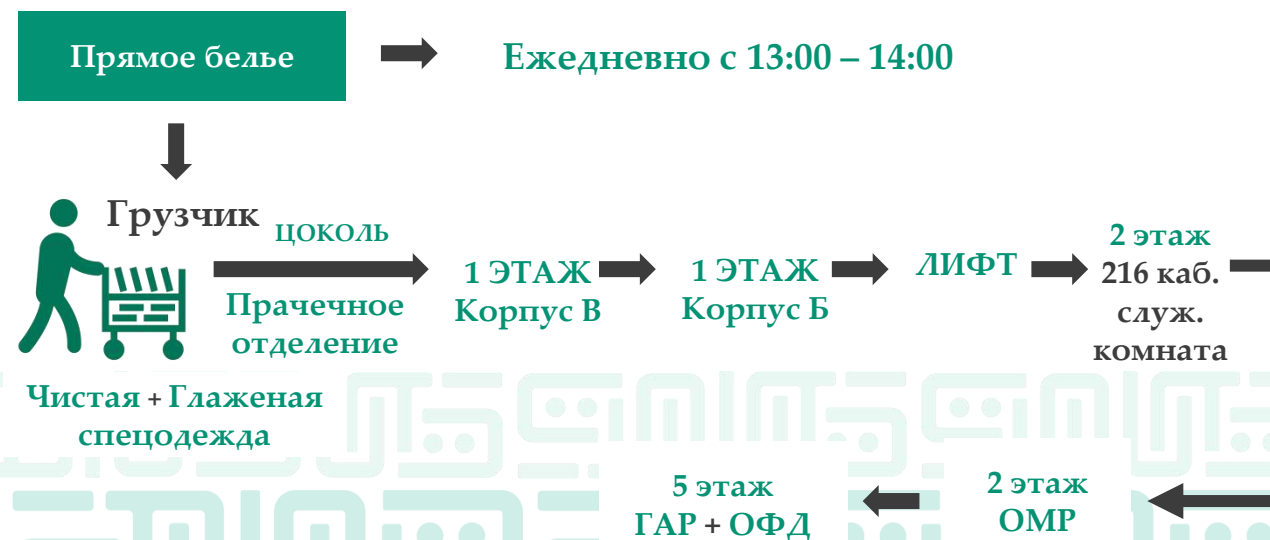 Прямое белье
Ежедневно с 13:00 – 14:00
Грузчик
ЦОКОЛЬ
Прачечное
отделение
Чистая + Глаженая
спецодежда
1 ЭТАЖ
Корпус В
1 ЭТАЖ
Корпус Б
ЛИФТ
2 этаж
216 каб.
служ.
комната
2 этаж
ОМР
5 этаж
ГАР + ОФД